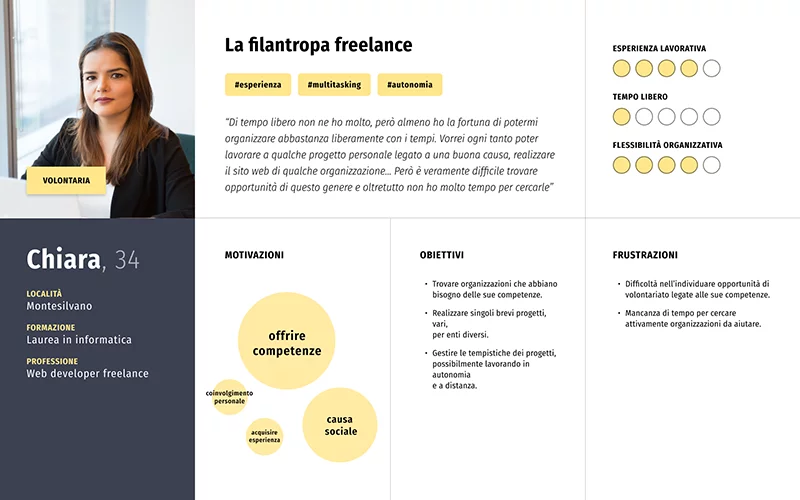 VOLONTARIA
Chiara, 34
LOCALITÀ
Montesilvano
FORMAZIONE
Laurea in informatica
PROFESSIONE
Web developer freelance
La filantropa freelance
#esperienza
#multitasking
#autonomia
“Di tempo libero non ne ho molto, però almeno ho la fortuna di potermi
organizzare abbastanza liberamente con i tempi. Vorrei ogni tanto poter
lavorare a qualche progetto personale legato a una buona causa, realizzare
il sito web di qualche organizzazione... Però è veramente difficile trovare
opportunità di questo genere e oltretutto non ho molto tempo per cercarle”
ESPERIENZA LAVORATIVA
TEMPO LIBERO
FLESSIBILITÀ ORGANIZZATIVA
MOTIVAZIONI
offrire
competenze
coinvolgimento
personale
acquisire
esperienza
causa
sociale
OBIETTIVI
• Trovare organizzazioni che abbiano
bisogno delle sue competenze.
• Realizzare singoli brevi progetti,
vari,
per enti diversi.
• Gestire le tempistiche dei progetti,
possibilmente lavorando in
autonomia
e a distanza.
FRUSTRAZIONI
• Difficoltà nell’individuare opportunità di
volontariato legate alle sue competenze.
• Mancanza di tempo per cercare
attivamente organizzazioni da aiutare.